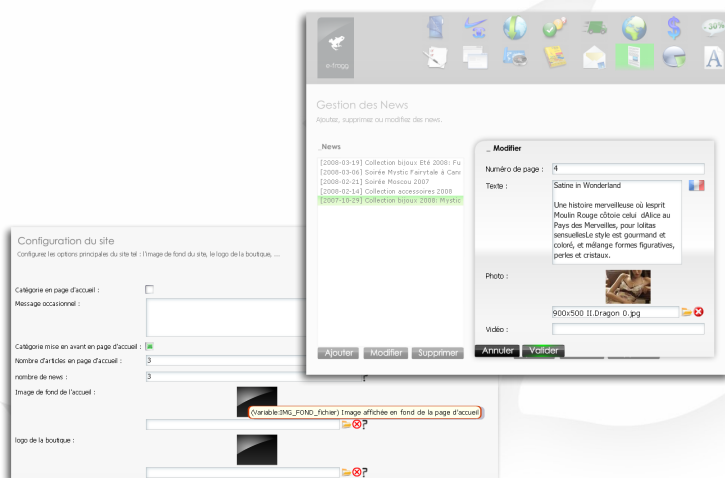 in-frogg
-30%
A
Gestion des News
Ajoutez, supprimez ou modifiez des news.
_News
[2008-03-19] Collection bijoux Eté 2008: Fu
[2008-03-06] Soirée Mystic Fairytale à Cann
[2008-02-21] Soirée Moscou 2007
[2008-02-14] Collection accessoires 2008
[2007-10-29] Collection bijoux 2008: Mystic
Ajouter Modifier Supprimer
_ Modifier
Numéro de page : 4
Texte : Satine in Wonderland
Une histoire merveilleuse où lesprit
Moulin Rouge côtoie celui dAlice au
Pays des Merveilles, pour lolitas
sensuellesLe style est gourmand et
coloré, et mélange formes figuratives,
perles et cristaux.
Photo :
900x500 II.Dragon 0.jpg
Vidéo :
Annuler Valider
Configuration du site
Configurez les options principales du site tel : l'image de fond du site, le logo de la boutique, ...
Catégorie en page d'accueil :
Message occasionnel :
Catégorie mise en avant en page d'accueil :
Nombre d'articles en page d'accueil : 3
nombre de news : 3 ?
Image de fond de l'accueil :
(Variable:IMG_FOND_fichier) Image affichée en fond de la page d'accueil
?
logo de la boutique :
?